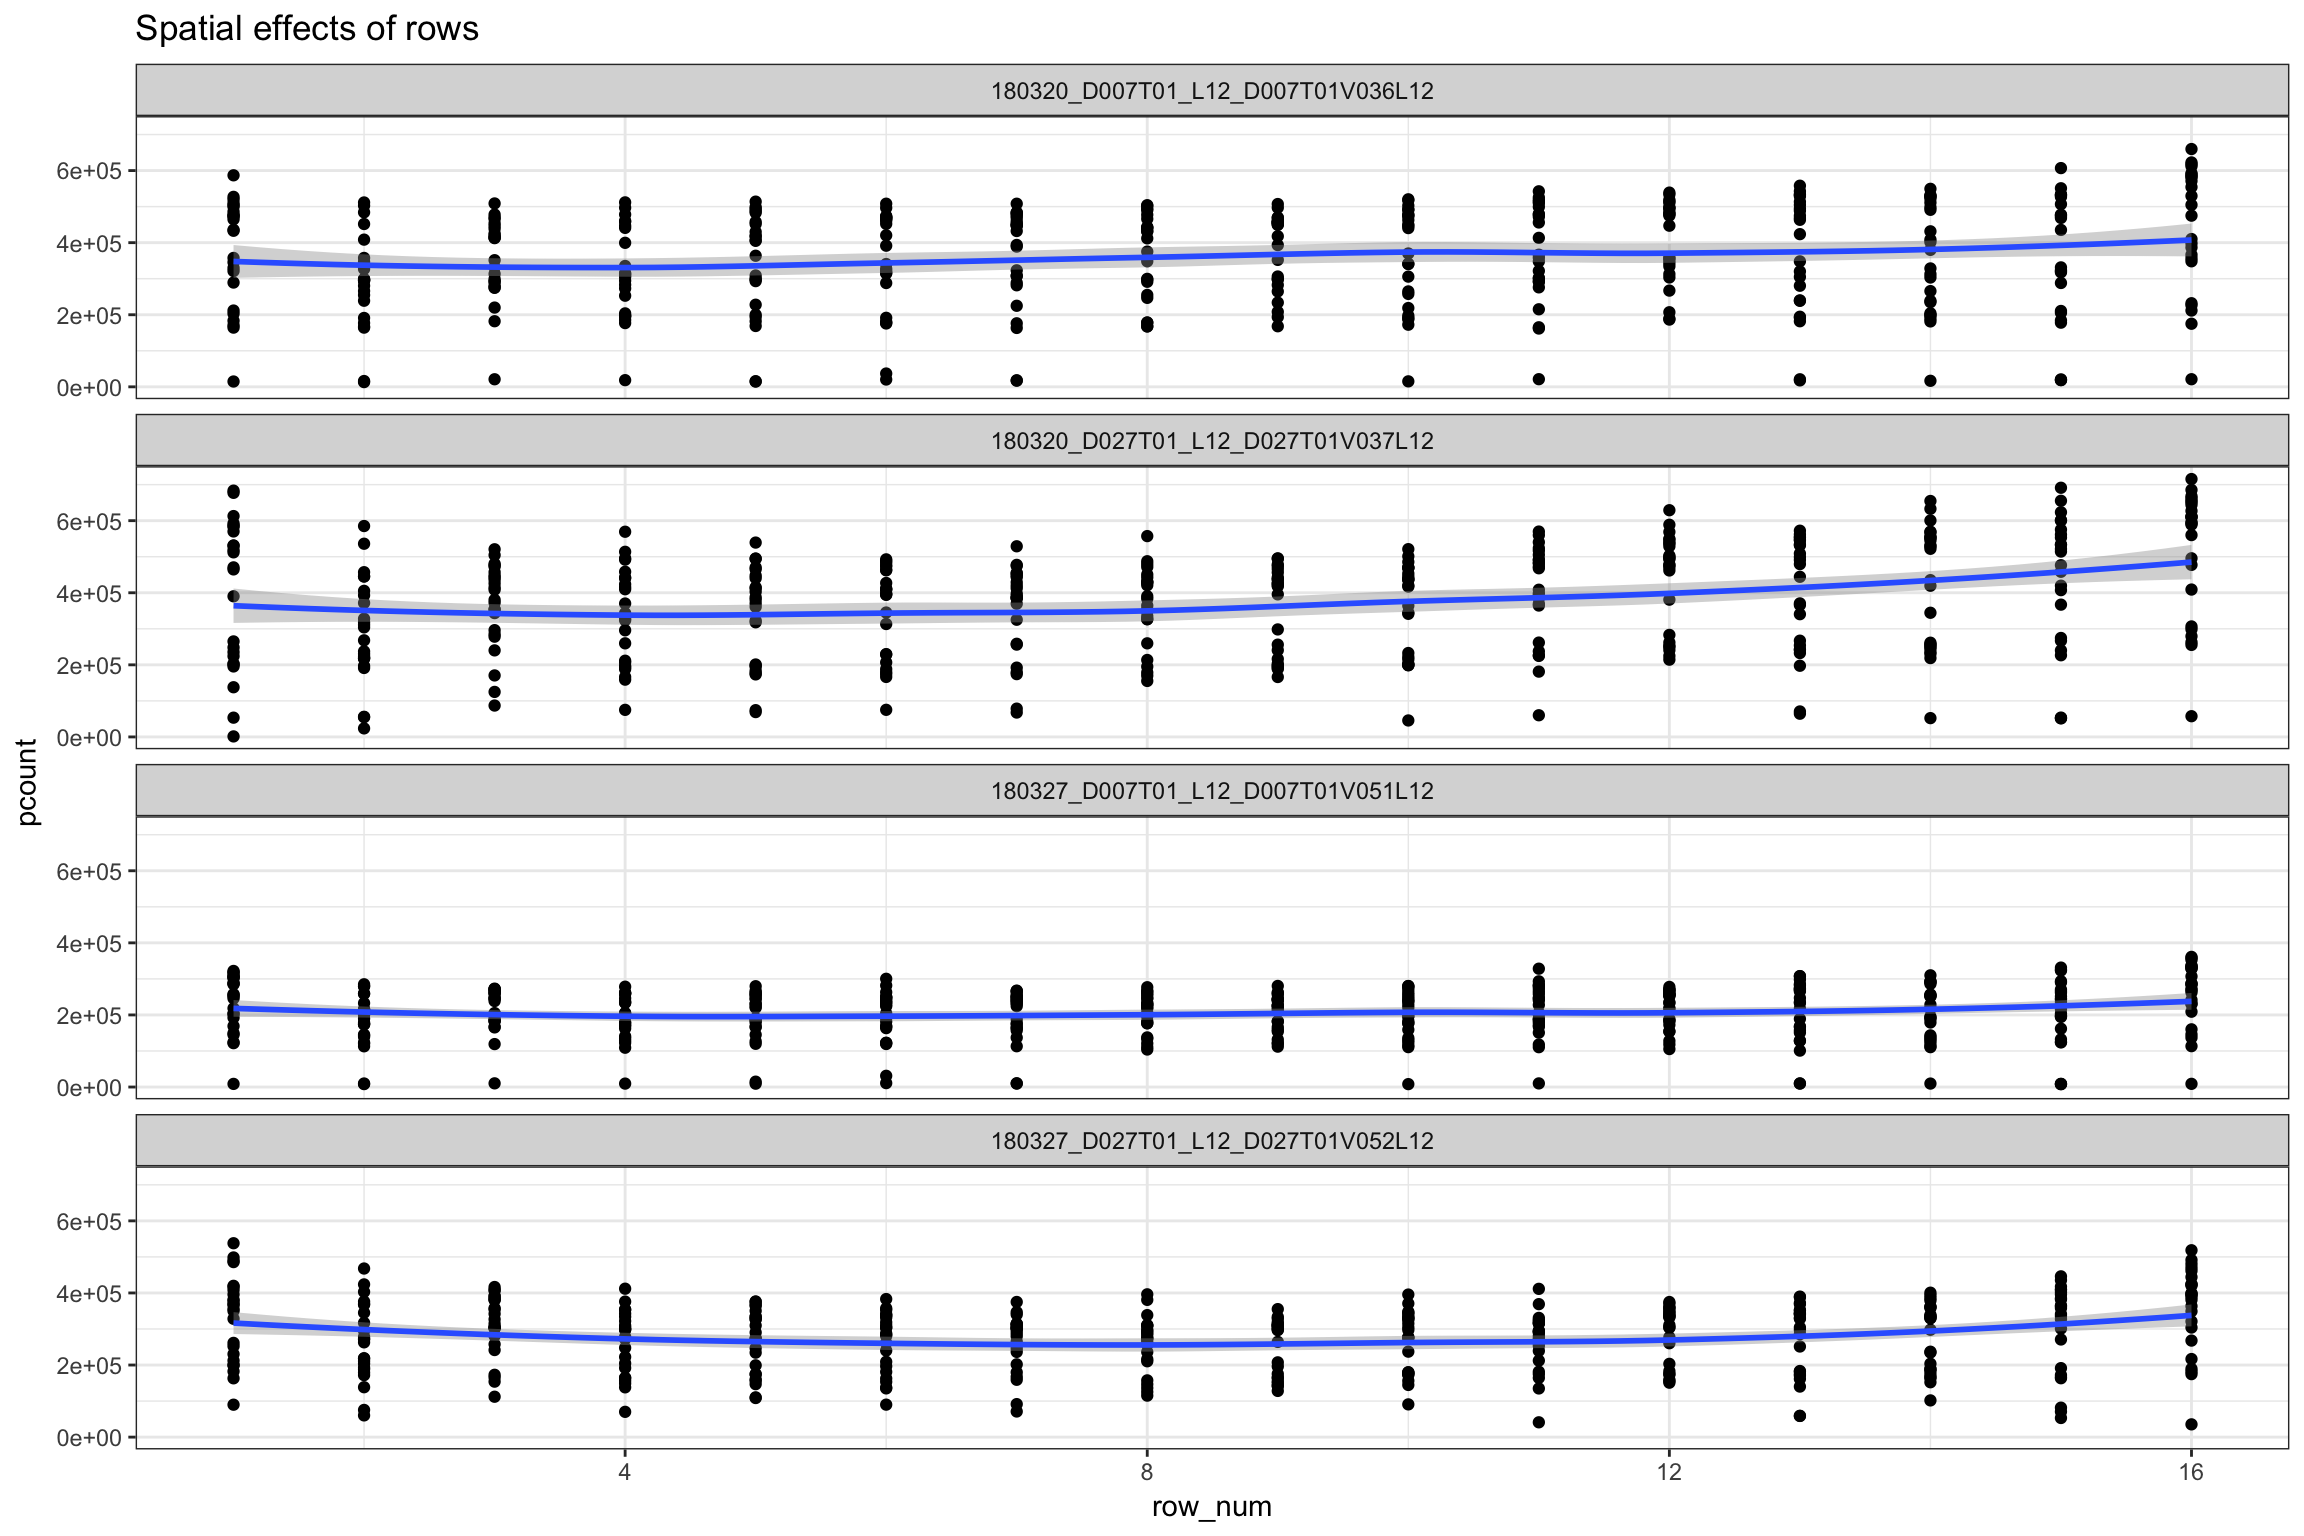 Spatial effects of rows
180320_D007T01_L12_D007T01V036L12
6e+05
4e+05
2e+05
0e+00
180320_D027T01_L12_D027T01V037L12
6e+05
4e+05
2e+05
0e+00
180327_D007T01_L12_D007T01V051L12
6e+05
4e+05
2e+05
0e+00
180327_D027T01_L12_D027T01V052L12
6e+05
4e+05
2e+05
0e+00
pcount
4 8 12 16
row_num